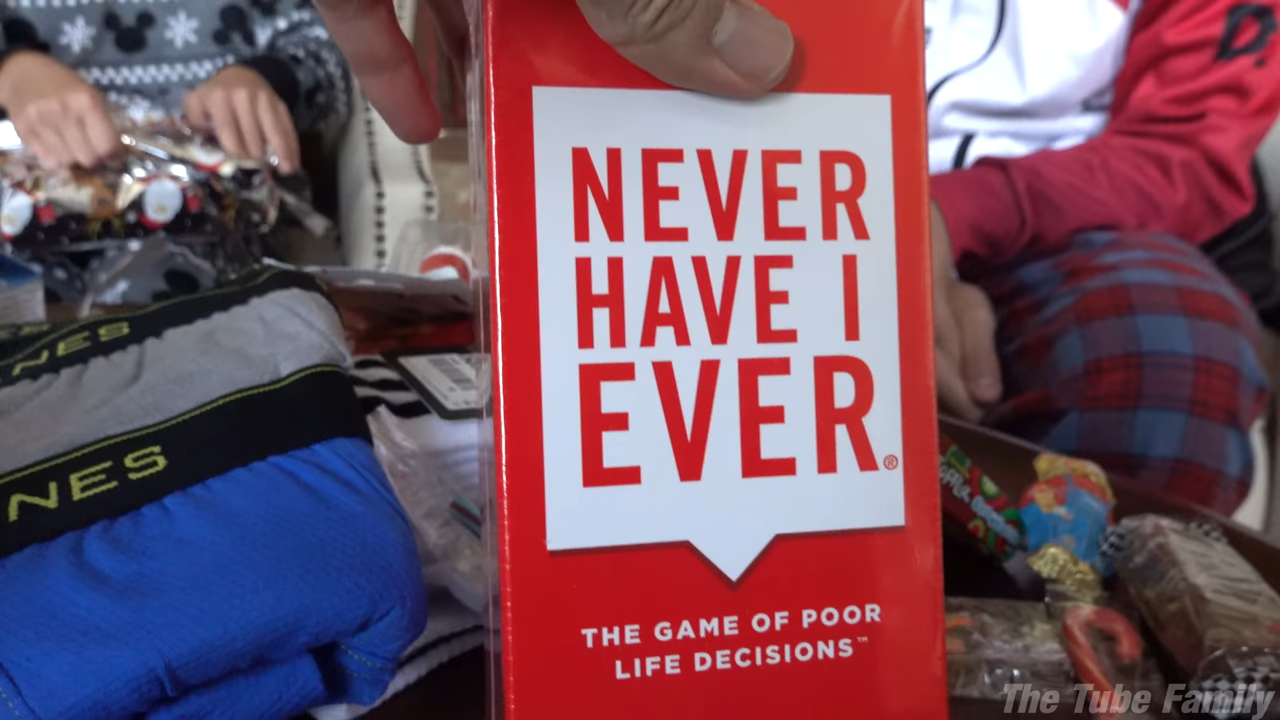 NEVER
HAVE I
EVER®
THE GAME OF POOR
LIFE DECISIONS™
NES
NES
D.
The Tube Family